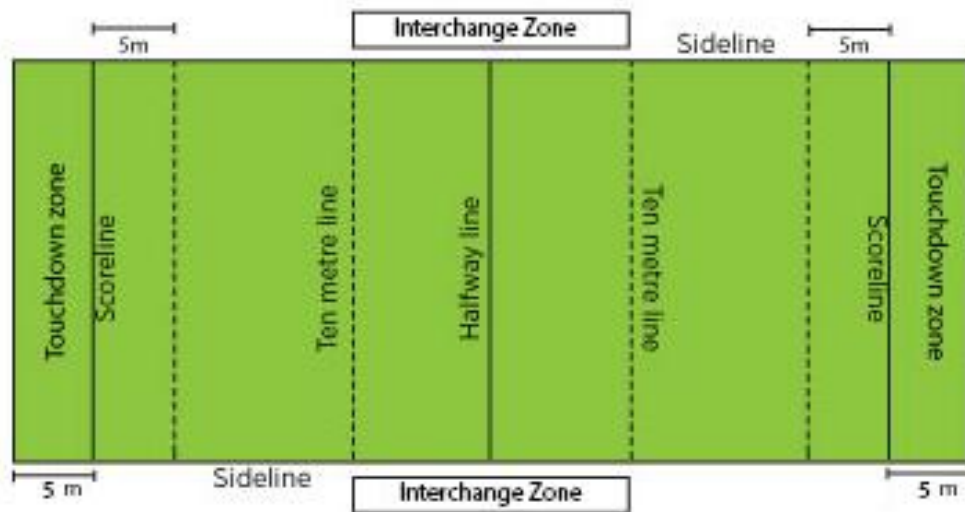 Interchange Zone
5m
Sideline
5m
Touchdown zone
Scoreline
Ten metre line
Halfway line
Ten metre line
Scoreline
Touchdown zone
5 m
Sideline
Interchange Zone
5 m